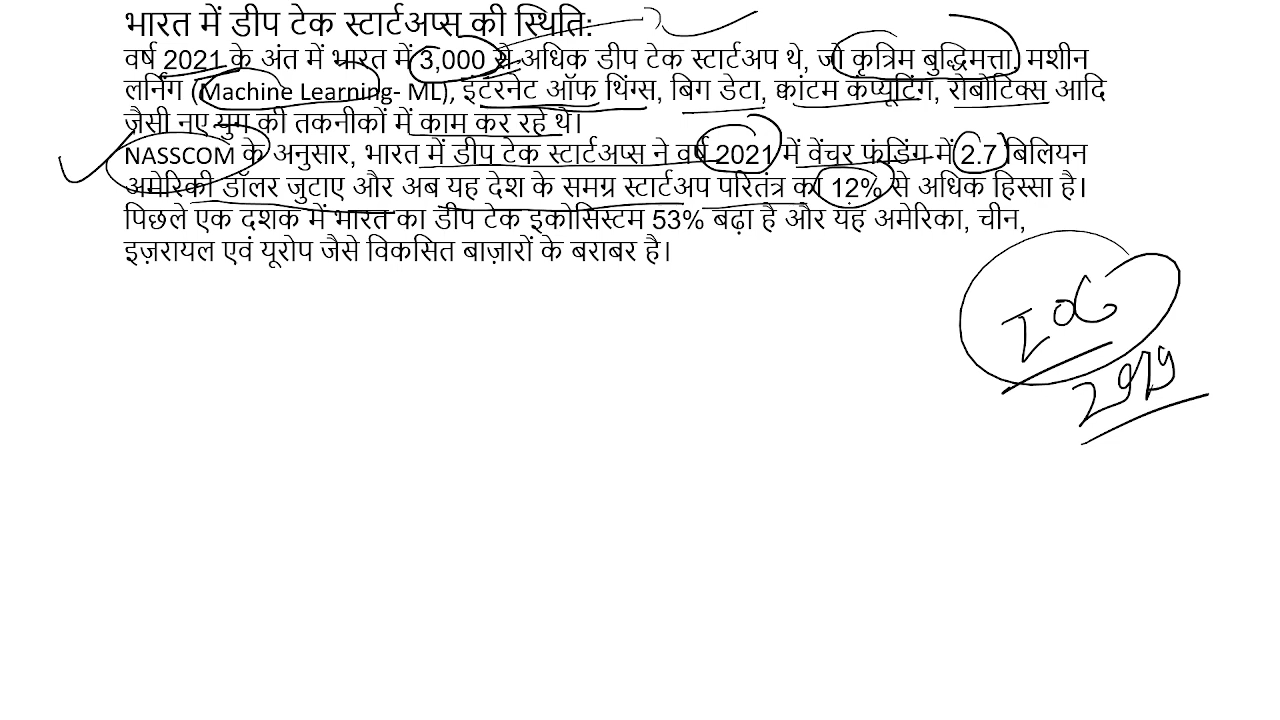 भारत में डीप टेक स्टार्टअप्स की स्थिति:
वर्ष 2021 के अंत में भारत में 3,000 से अधिक डीप टेक स्टार्टअप थे, जो कृत्रिम बुद्धिमत्ता, मशीन
लर्निंग (Machine Learning- ML), इंटरनेट ऑफ थिंग्स, बिग डेटा, क्वांटम कंप्यूटिंग, रोबोटिक्स आदि
जैसी नए युग की तकनीकों में काम कर रहे थे।
NASSCOM के अनुसार, भारत में डीप टेक स्टार्टअप्स ने वर्ष 2021 में वेंचर फंडिंग में 2.7 बिलियन
अमेरिकी डॉलर जुटाए और अब यह देश के समग्र स्टार्टअप परितंत्र का 12% से अधिक हिस्सा है।
पिछले एक दशक में भारत का डीप टेक इकोसिस्टम 53% बढ़ा है और यह अमेरिका, चीन,
इज़रायल एवं यूरोप जैसे विकसित बाज़ारों के बराबर है।